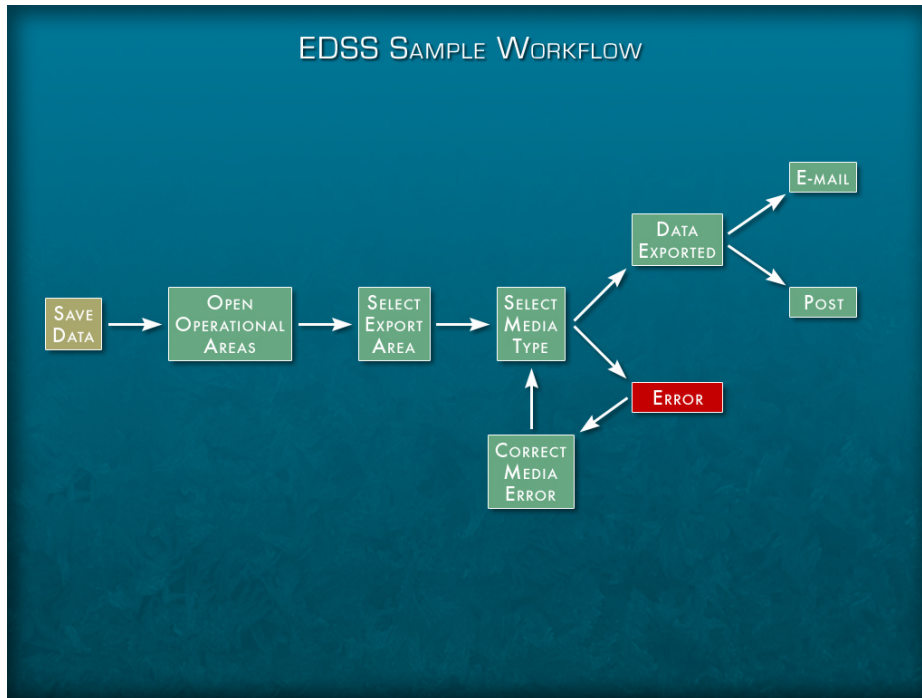 EDSS Sample Workflow
Save
Data
Open
Operational
Areas
Select
Export
Area
Select
Media
Type
Data
Exported
E-mail
Post
Error
Correct
Media
Error